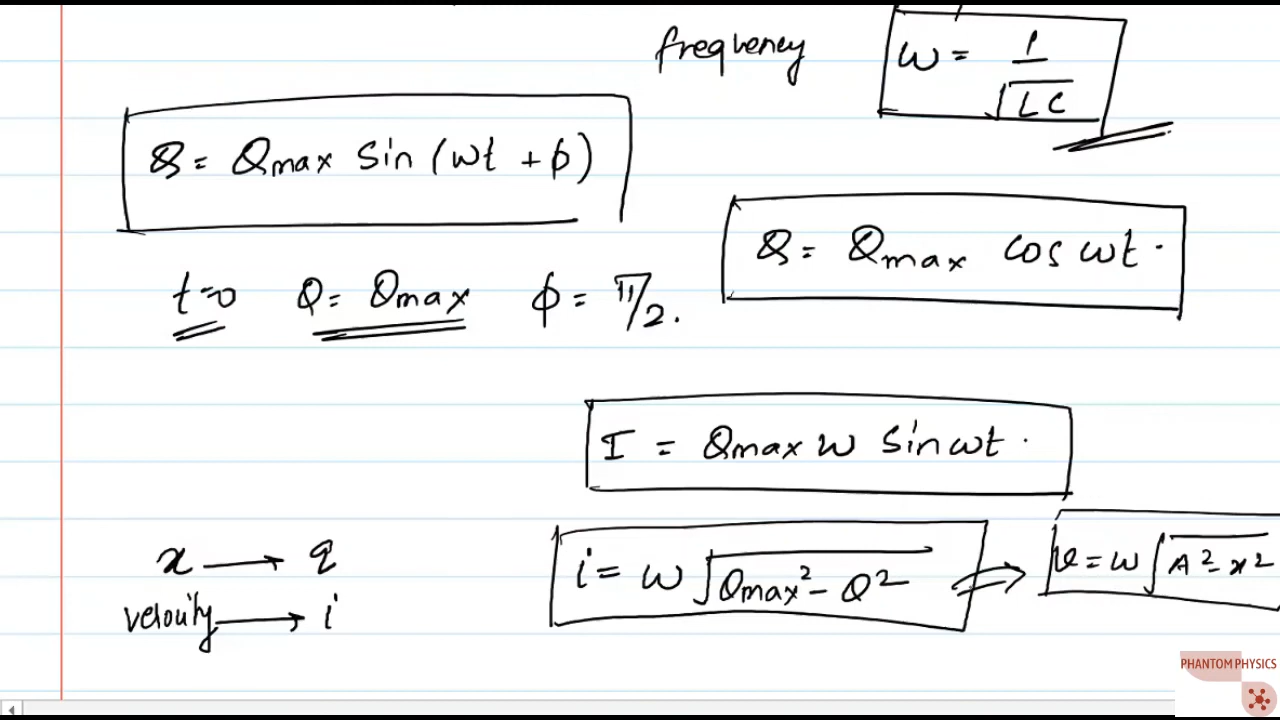 frequency ω = 1/√LC
Q = Qmax sin (ωt + φ)
Q = Qmax cos ωt.
t=0 Q = Qmax φ = π/2.
I = Qmax ω sin ωt.
x → q i = ω√Qmax² - Q² ⇒ v = ω√A² - x²
velocity → i
PHANTOM PHYSICS